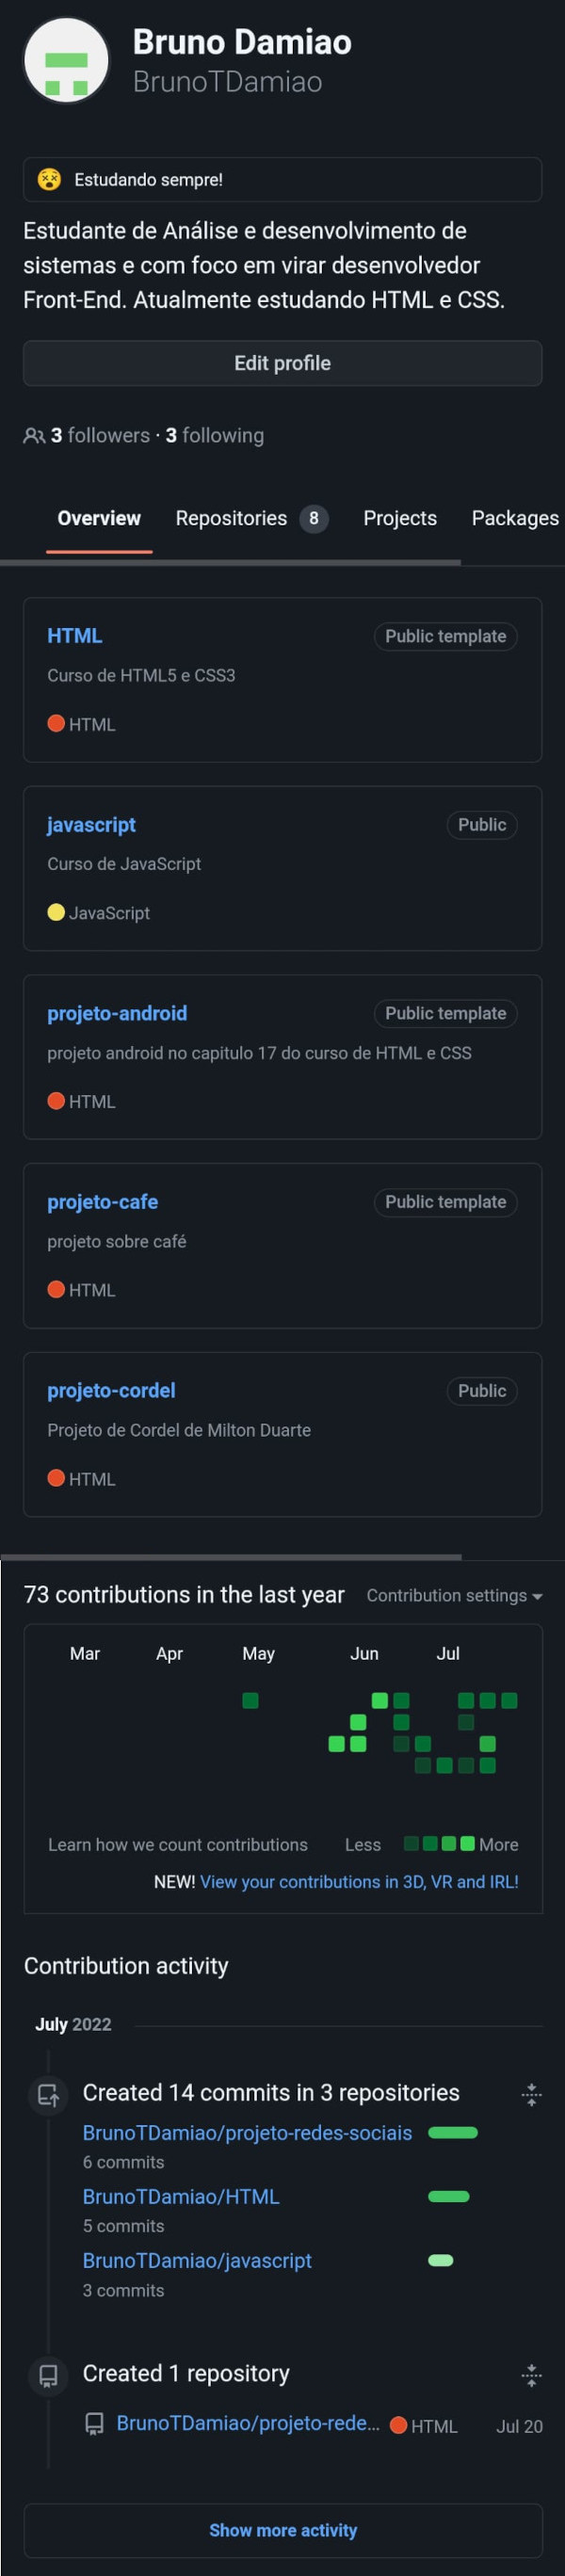 Bruno Damiao
BrunoTDamiao
Estudando sempre!
Estudante de Análise e desenvolvimento de
sistemas e com foco em virar desenvolvedor
Front-End. Atualmente estudando HTML e CSS.
Edit profile
3 followers · 3 following
Overview Repositories 8 Projects Packages
HTML Public template
Curso de HTML5 e CSS3
HTML
javascript Public
Curso de JavaScript
JavaScript
projeto-android Public template
projeto android no capitulo 17 do curso de HTML e CSS
HTML
projeto-cafe Public template
projeto sobre café
HTML
projeto-cordel Public
Projeto de Cordel de Milton Duarte
HTML
73 contributions in the last year Contribution settings
Mar Apr May Jun Jul
Learn how we count contributions Less More
NEW! View your contributions in 3D, VR and IRL!
Contribution activity
July 2022
Created 14 commits in 3 repositories
BrunoTDamiao/projeto-redes-sociais
6 commits
BrunoTDamiao/HTML
5 commits
BrunoTDamiao/javascript
3 commits
Created 1 repository
BrunoTDamiao/projeto-rede... HTML Jul 20
Show more activity